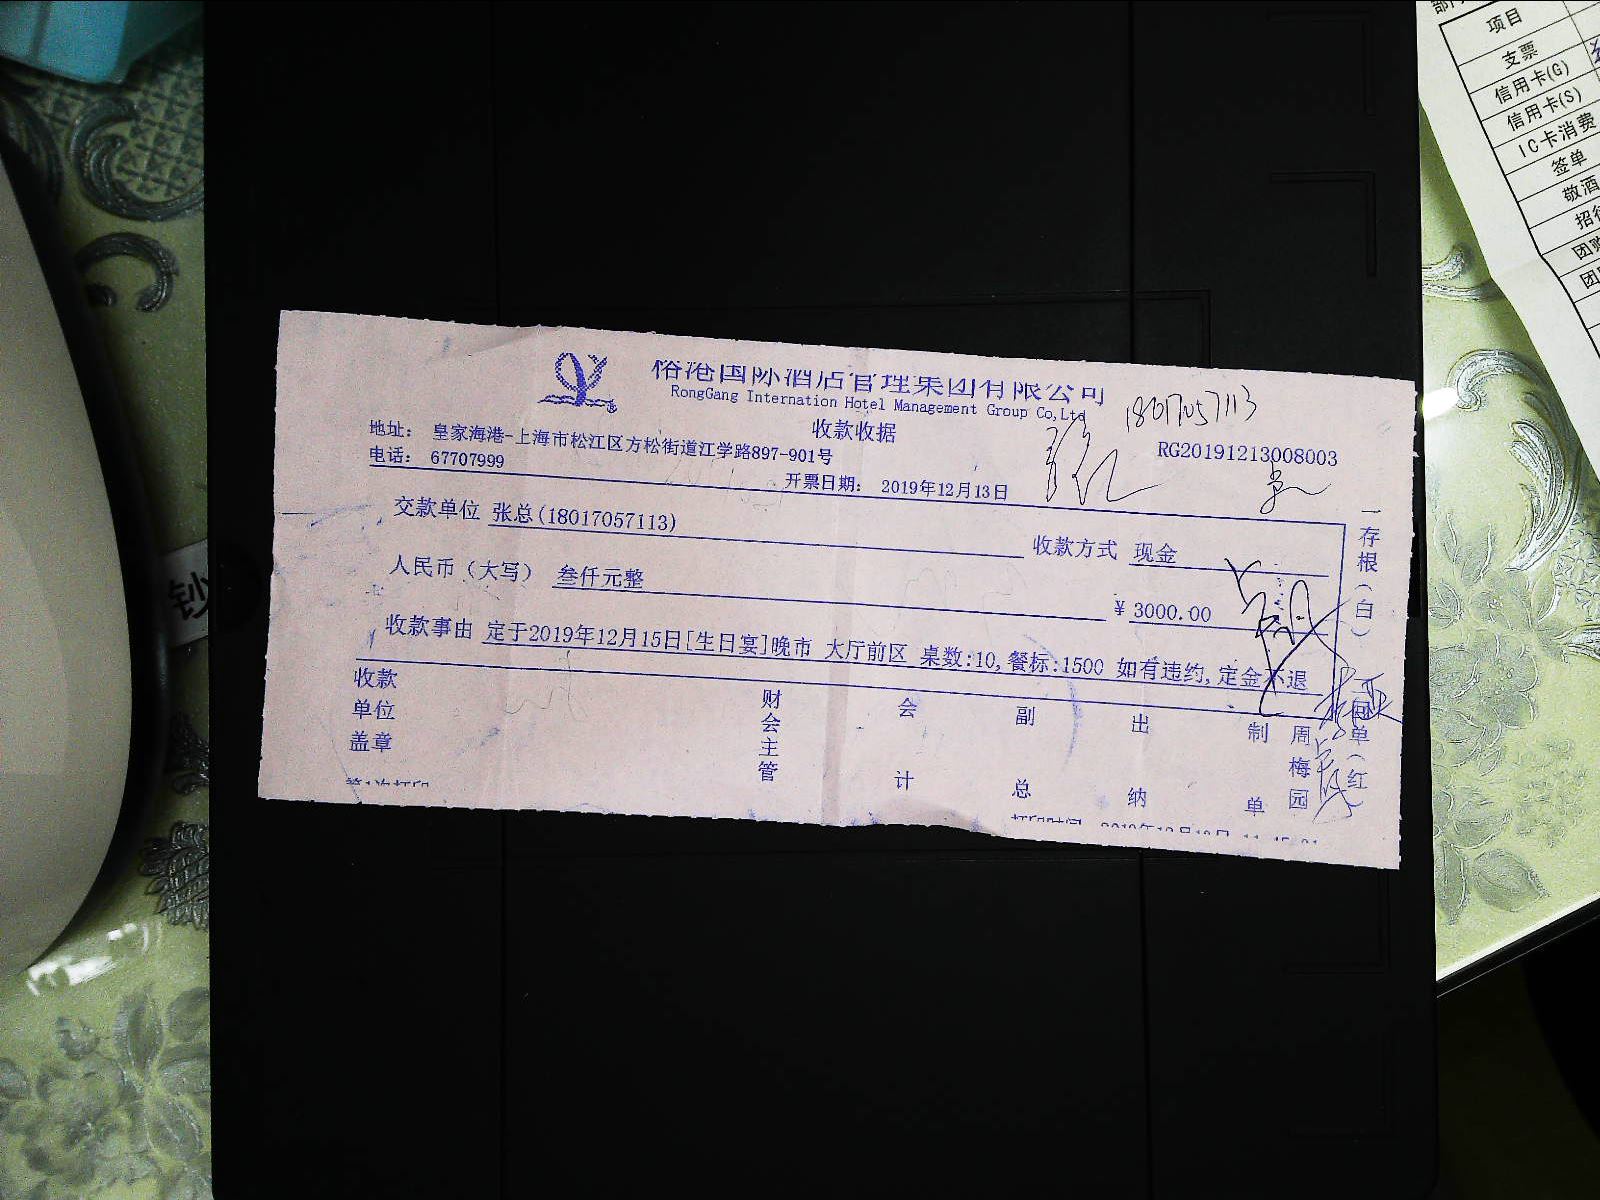 裕港国际酒店管理集团有限公司
RongGang Internation Hotel Management Group Co,Ltd
18017057113
收款收据
地址： 皇家海港-上海市松江区方松街道江学路897-901号
RG20191213008003
电话： 67707999
开票日期： 2019年12月13日
交款单位 张总(18017057113)
收款方式 现金
人民币（大写） 叁仟元整
¥ 3000.00
收款事由 定于2019年12月15日[生日宴]晚市 大厅前区 桌数:10,餐标:1500 如有违约,定金不退
收款单位盖章
财会主管
会计
副总
出纳
制单
周梅园
一存根（白）
二回单（红
钞
项目
支票
信用卡(G)
信用卡(S)
IC卡消费
签单
敬酒